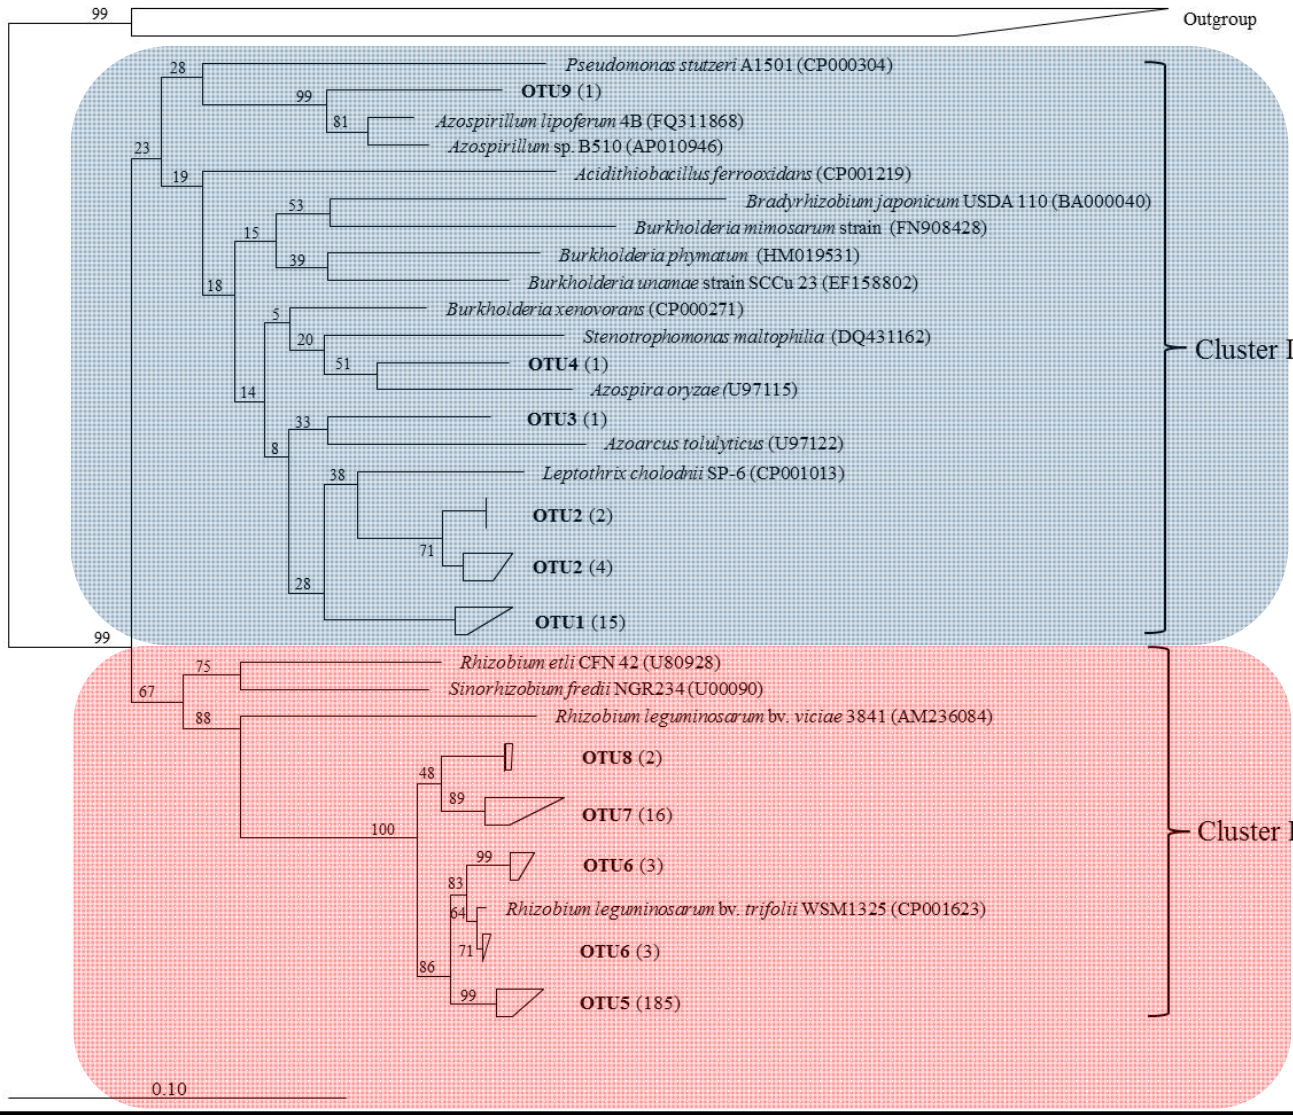 99
Outgroup
28
Pseudomonas stutzeri A1501 (CP000304)
99
OTU9 (1)
81
Azospirillum lipoferum 4B (FQ311868)
Azospirillum sp. B510 (AP010946)
23
19
Acidithiobacillus ferrooxidans (CP001219)
53
Bradyrhizobium japonicum USDA 110 (BA000040)
Burkholderia mimosarum strain (FN908428)
15
39
Burkholderia phymatum (HM019531)
Burkholderia unamae strain SCCu 23 (EF158802)
18
5
Burkholderia xenovorans (CP000271)
20
Stenotrophomonas maltophilia (DQ431162)
51
OTU4 (1)
Azospira oryzae (U97115)
Cluster I
14
33
OTU3 (1)
Azoarcus tolulyticus (U97122)
8
38
Leptothrix cholodnii SP-6 (CP001013)
OTU2 (2)
71
OTU2 (4)
28
OTU1 (15)
99
75
Rhizobium etli CFN 42 (U80928)
Sinorhizobium fredii NGR234 (U00090)
67
88
Rhizobium leguminosarum bv. viciae 3841 (AM236084)
OTU8 (2)
48
89
OTU7 (16)
100
Cluster I
99
OTU6 (3)
83
64
Rhizobium leguminosarum bv. trifolii WSM1325 (CP001623)
71
OTU6 (3)
86
99
OTU5 (185)
0.10